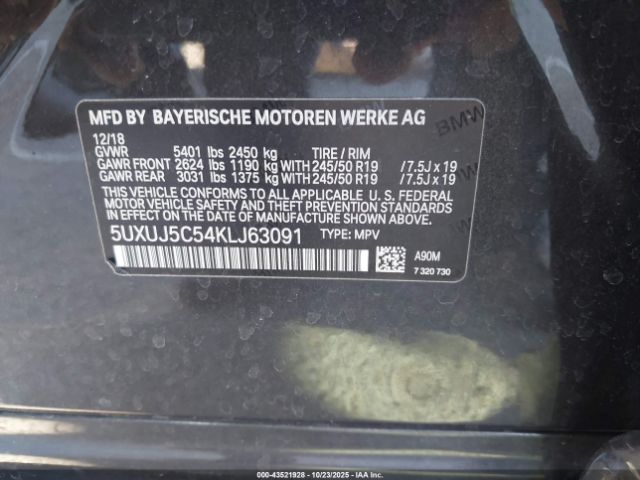 MFD BY BAYERISCHE MOTOREN WERKE AG
12/18
GVWR 5401 lbs 2450 kg TIRE / RIM
GAWR FRONT 2624 lbs 1190 kg WITH 245/50 R19 / 7.5J x 19
GAWR REAR 3031 lbs 1375 kg WITH 245/50 R19 / 7.5J x 19
THIS VEHICLE CONFORMS TO ALL APPLICABLE U.S. FEDERAL
MOTOR VEHICLE SAFETY, BUMPER, AND THEFT PREVENTION
STANDARDS IN EFFECT ON THE DATE OF MANUFACTURE SHOWN
ABOVE.
5UXUJ5C54KLJ63091 TYPE: MPV
A90M
7 320 730
BMW
000-43521928 - 10/23/2025 - IAAI.COM